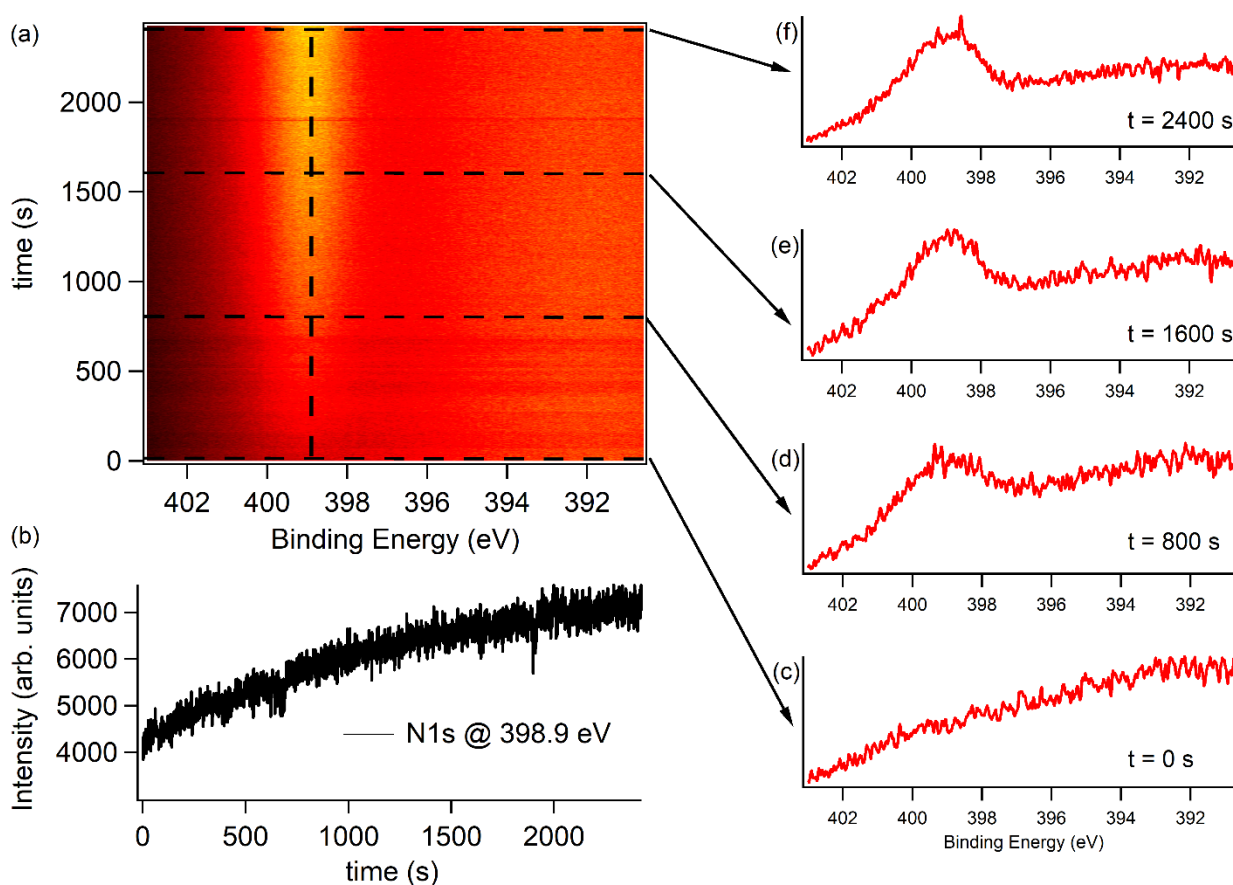 (a)
time (s)
2000
1500
1000
500
0
402 400 398 396 394 392
Binding Energy (eV)
(b)
Intensity (arb. units)
7000
6000
5000
4000
N1s @ 398.9 eV
0 500 1000 1500 2000
time (s)
(f)
t = 2400 s
402 400 398 396 394 392
(e)
t = 1600 s
402 400 398 396 394 392
(d)
t = 800 s
402 400 398 396 394 392
(c)
t = 0 s
402 400 398 396 394 392
Binding Energy (eV)